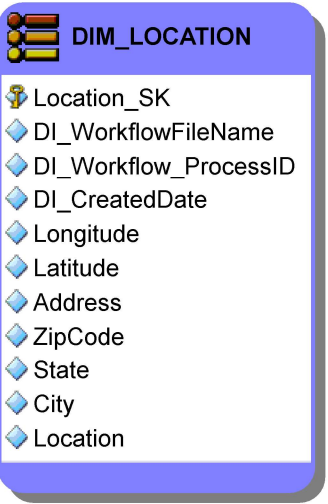 DIM_LOCATION
Location_SK
DI_WorkflowFileName
DI_Workflow_ProcessID
DI_CreatedDate
Longitude
Latitude
Address
ZipCode
State
City
Location